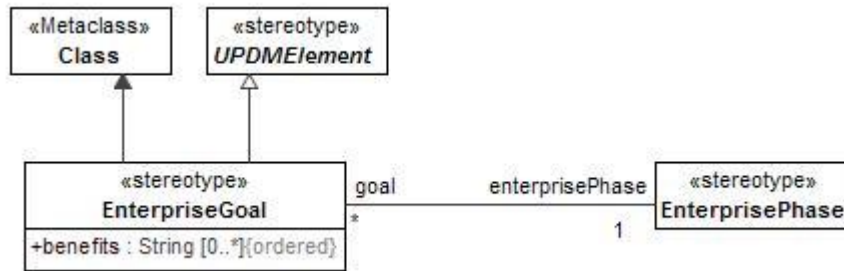 «Metaclass»
Class
«stereotype»
UPDMElement
«stereotype»
EnterpriseGoal
+benefits : String [0..*]{ordered}
goal
*
enterprisePhase
1
«stereotype»
EnterprisePhase